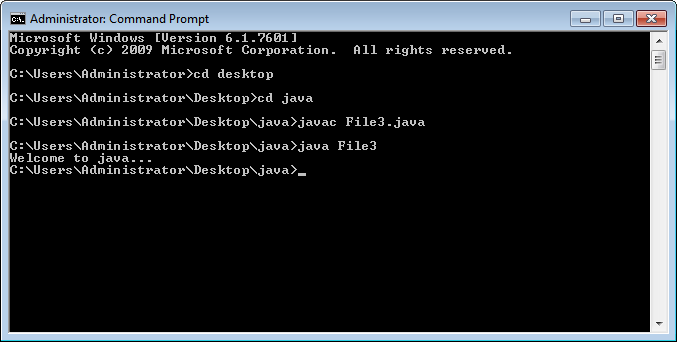 Administrator: Command Prompt
Microsoft Windows [Version 6.1.7601]
Copyright (c) 2009 Microsoft Corporation.  All rights reserved.
C:\Users\Administrator>cd desktop
C:\Users\Administrator\Desktop>cd java
C:\Users\Administrator\Desktop\java>javac File3.java
C:\Users\Administrator\Desktop\java>java File3
Welcome to java...
C:\Users\Administrator\Desktop\java>_